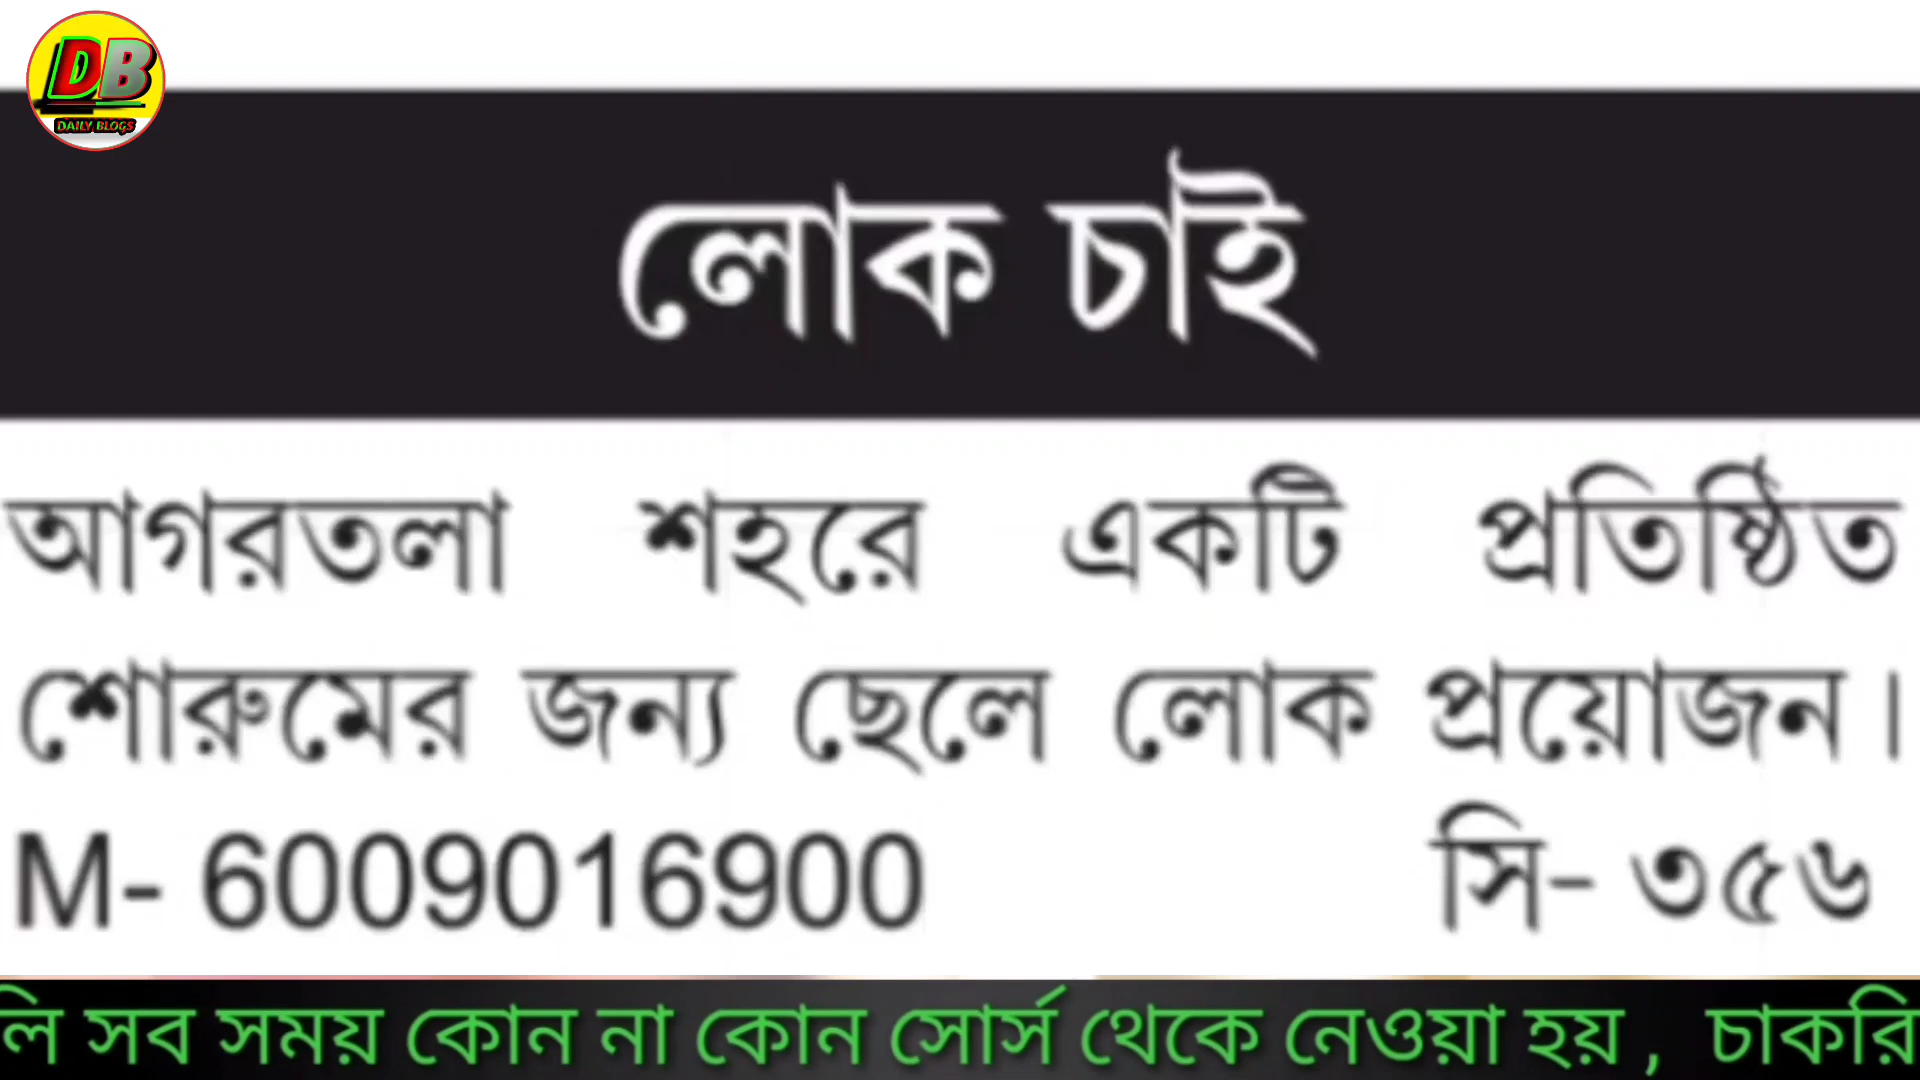 DB
DAILY BLOGS
লোক চাই
আগরতলা শহরে একটি প্রতিষ্ঠিত
শোরুমের জন্য ছেলে লোক প্রয়োজন।
M- 6009016900 সি- ৩৫৬
লি সব সময় কোন না কোন সোর্স থেকে নেওয়া হয় , চাকরি